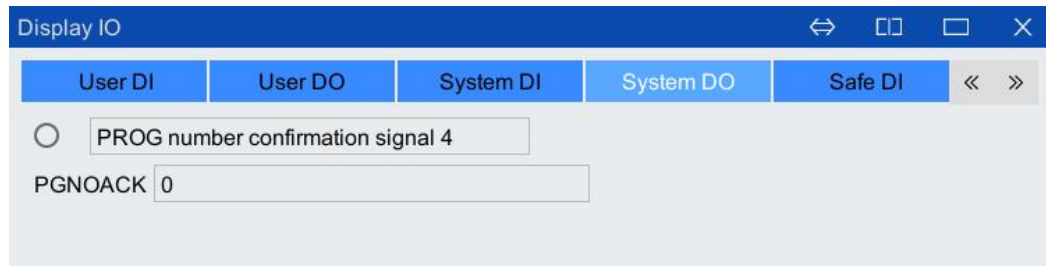 Display IO
User DI User DO System DI System DO Safe DI « »
PROG number confirmation signal 4
PGNOACK 0